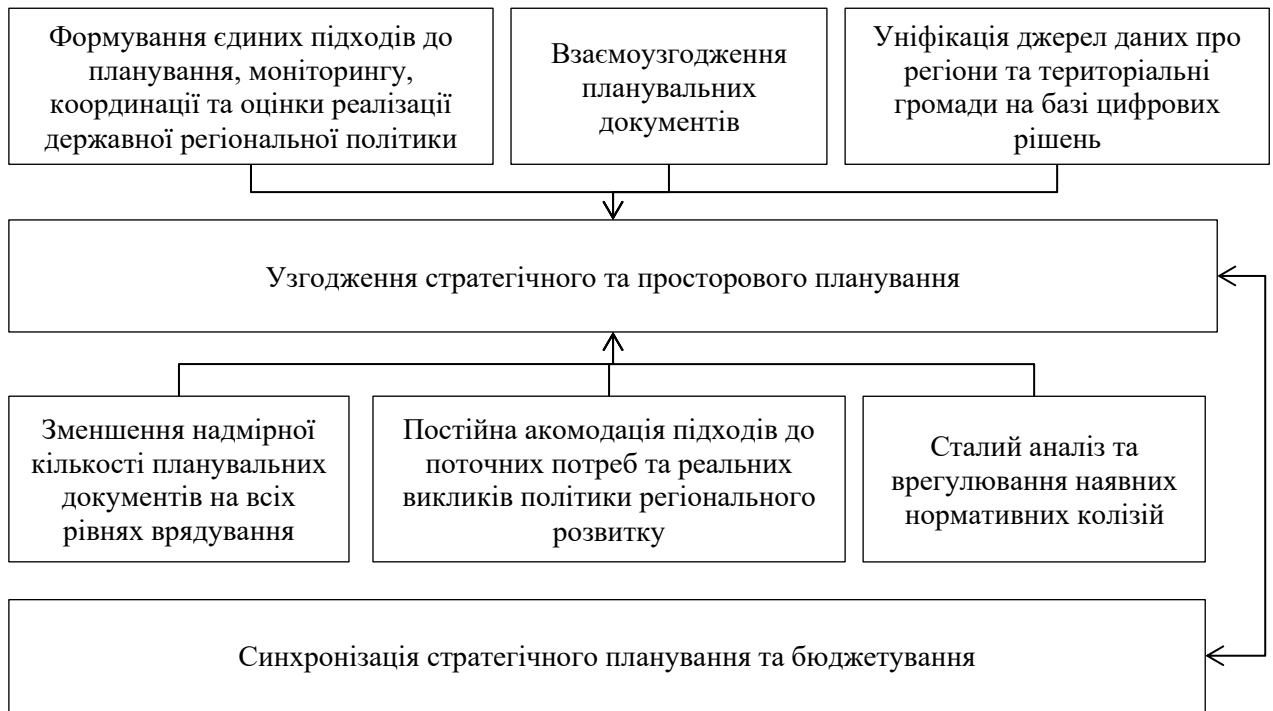 Формування єдиних підходів до
планування, моніторингу,
координації та оцінки реалізації
державної регіональної політики
Взаємоузгодження
планувальних
документів
Уніфікація джерел даних про
регіони та територіальні
громади на базі цифрових
рішень
Узгодження стратегічного та просторового планування
Зменшення надмірної
кількості планувальних
документів на всіх
рівнях врядування
Постійна акомодація підходів до
поточних потреб та реальних
викликів політики регіонального
розвитку
Сталий аналіз та
врегулювання наявних
нормативних колізій
Синхронізація стратегічного планування та бюджетування